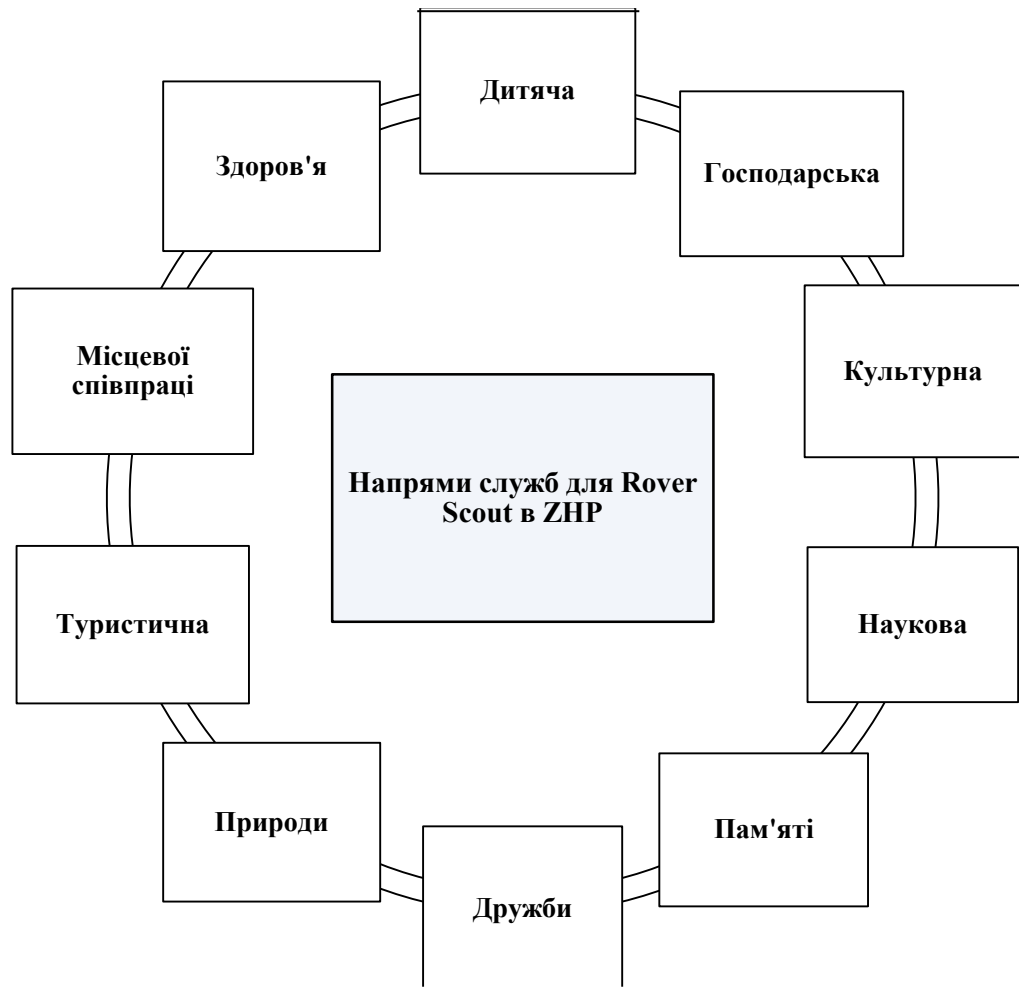 Дитяча
Здоров'я
Господарська
Місцевої
співпраці
Культурна
Напрями служб для Rover
Scout в ZHP
Туристична
Наукова
Природи
Пам'яті
Дружби